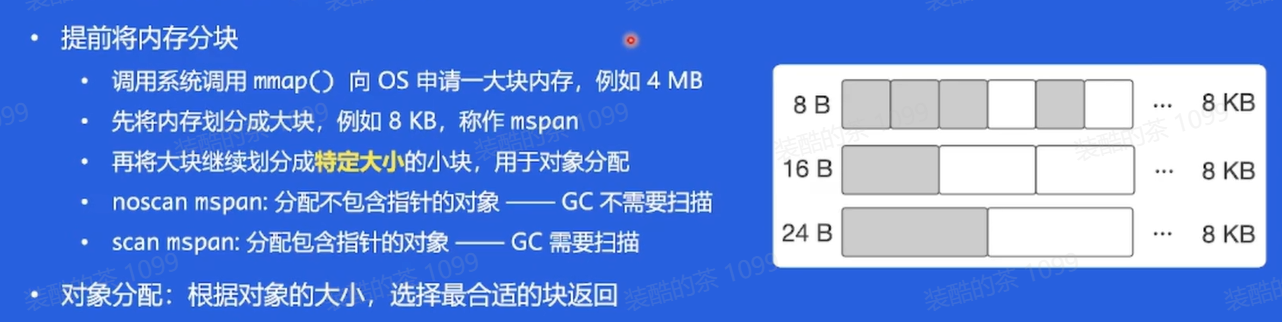 • 提前将内存分块
• 调用系统调用 mmap() 向 OS 申请一大块内存，例如 4 MB
• 先将内存划分成大块，例如 8 KB，称作 mspan
• 再将大块继续划分成特定大小的小块，用于对象分配
• noscan mspan: 分配不包含指针的对象 —— GC 不需要扫描
• scan mspan: 分配包含指针的对象 —— GC 需要扫描
• 对象分配：根据对象的大小，选择最合适的块返回
8 B ... 8 KB
16 B ... 8 KB
24 B ... 8 KB
装酷的茶 1099